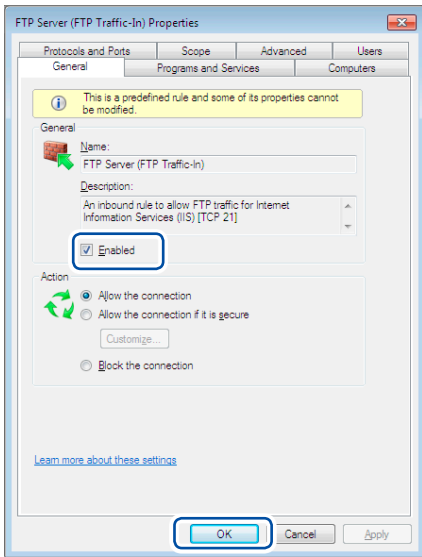 FTP Server (FTP Traffic-In) Properties
Protocols and Ports Scope Advanced Users
General Programs and Services Computers
This is a predefined rule and some of its properties cannot
be modified.
General
Name:
FTP Server (FTP Traffic-In)
Description:
An inbound rule to allow FTP traffic for Internet
Information Services (IIS) [TCP 21]
Enabled
Action
Allow the connection
Allow the connection if it is secure
Customize...
Block the connection
Learn more about these settings
OK Cancel Apply